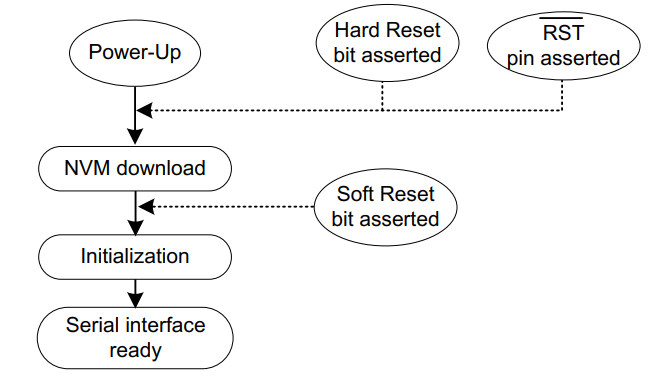 Power-Up
Hard Reset
bit asserted
RST
pin asserted
NVM download
Soft Reset
bit asserted
Initialization
Serial interface
ready